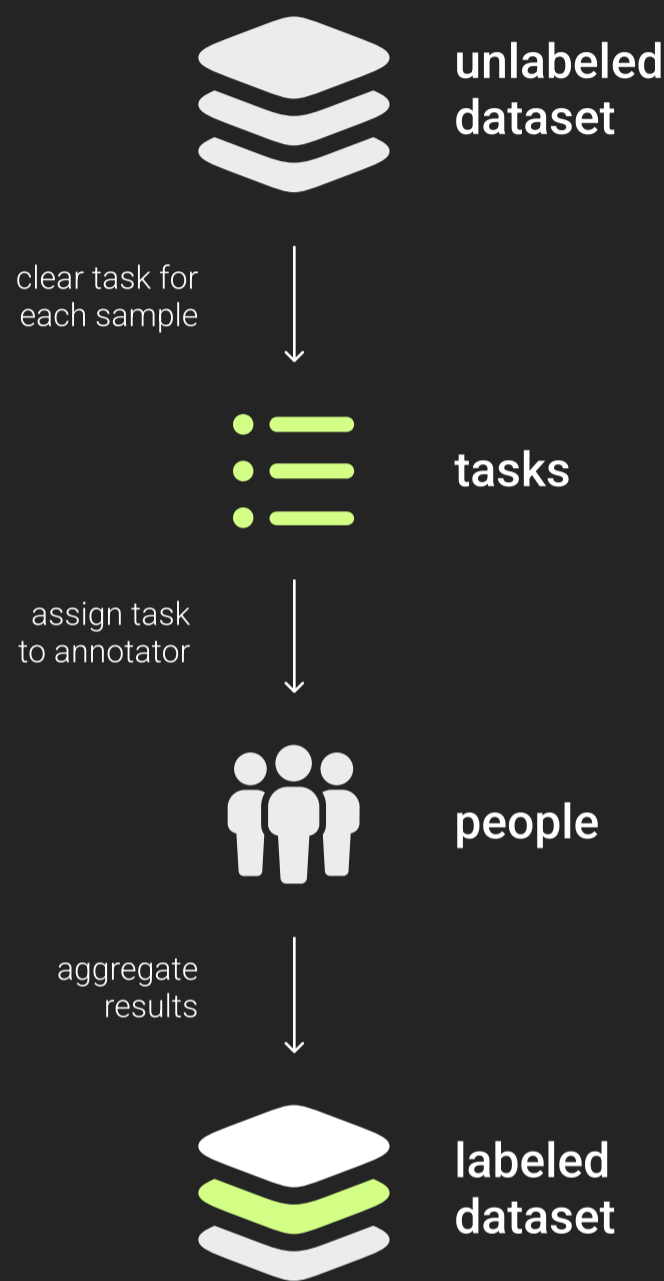 unlabeled
dataset
clear task for
each sample
tasks
assign task
to annotator
people
aggregate
results
labeled
dataset